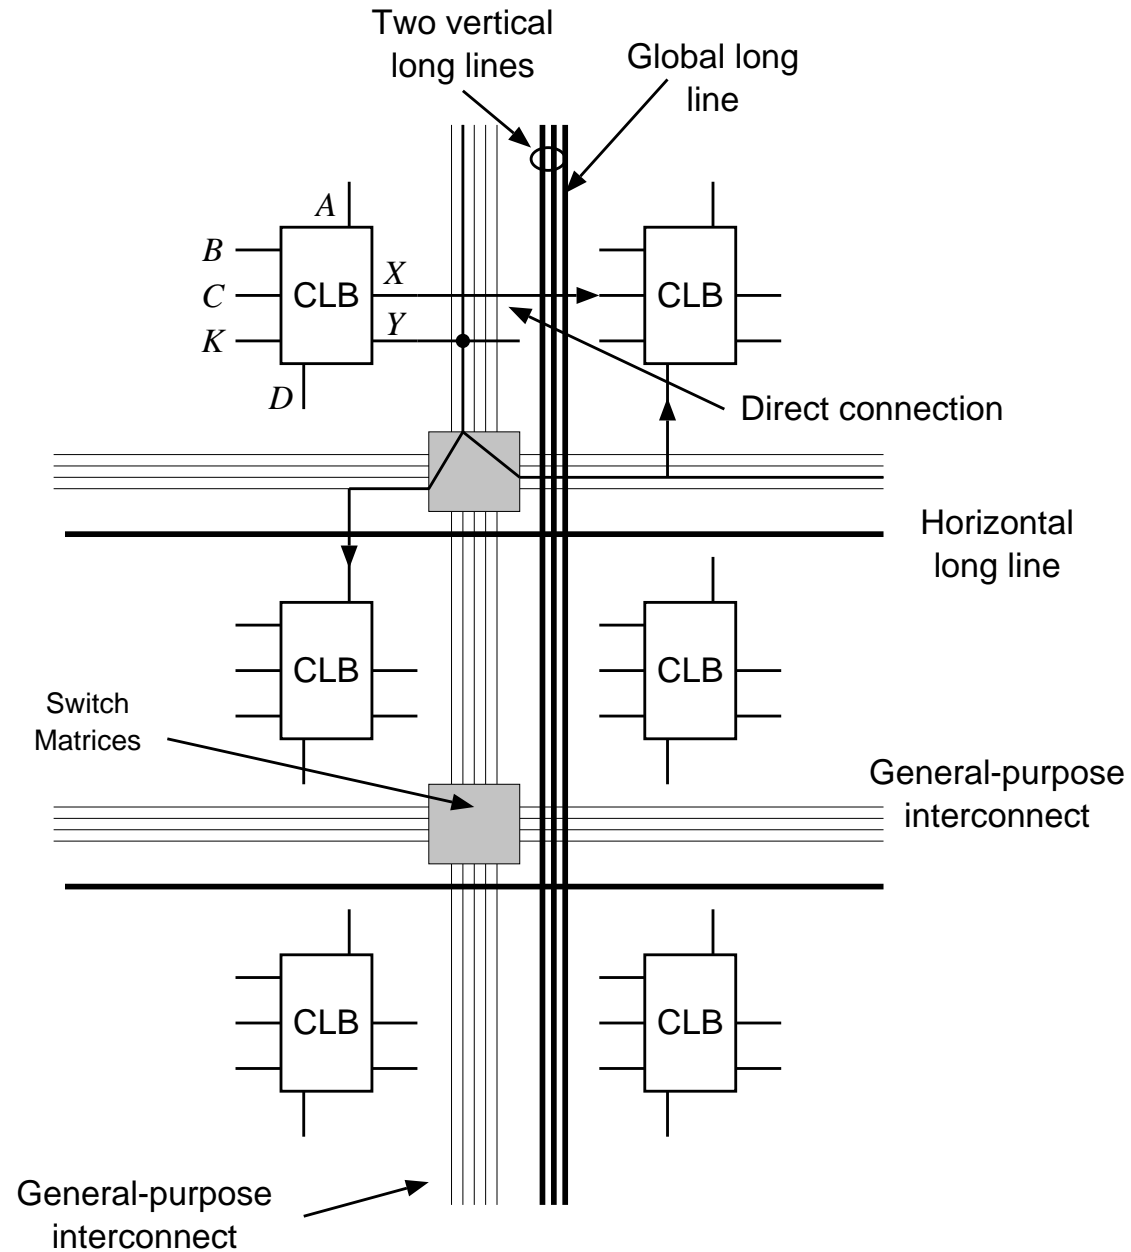 Two vertical
long lines
Global long
line
A
B
C
K
D
CLB
X
Y
CLB
Direct connection
Horizontal
long line
CLB
CLB
Switch
Matrices
General-purpose
interconnect
CLB
CLB
General-purpose
interconnect